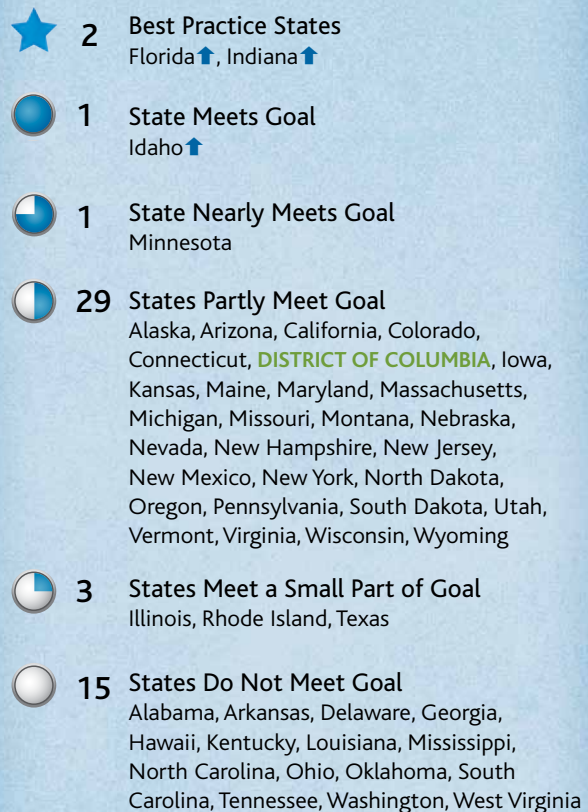 2 Best Practice States
Florida⬆, Indiana⬆
1 State Meets Goal
Idaho⬆
1 State Nearly Meets Goal
Minnesota
29 States Partly Meet Goal
Alaska, Arizona, California, Colorado,
Connecticut, DISTRICT OF COLUMBIA, Iowa,
Kansas, Maine, Maryland, Massachusetts,
Michigan, Missouri, Montana, Nebraska,
Nevada, New Hampshire, New Jersey,
New Mexico, New York, North Dakota,
Oregon, Pennsylvania, South Dakota, Utah,
Vermont, Virginia, Wisconsin, Wyoming
3 States Meet a Small Part of Goal
Illinois, Rhode Island, Texas
15 States Do Not Meet Goal
Alabama, Arkansas, Delaware, Georgia,
Hawaii, Kentucky, Louisiana, Mississippi,
North Carolina, Ohio, Oklahoma, South
Carolina, Tennessee, Washington, West Virginia